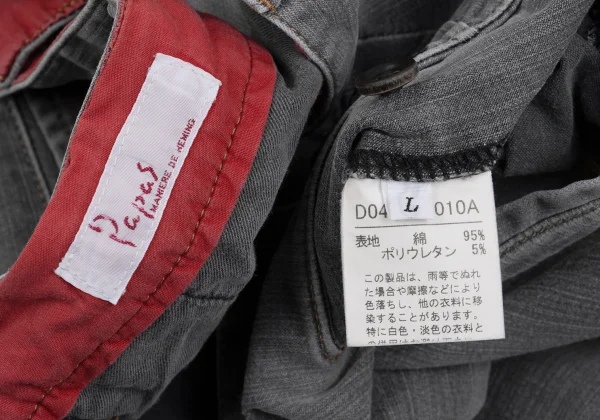 Papas
MANIERE DE HEMING
D04 L 010A
表地 綿 95%
ポリウレタン 5%
この製品は、雨等でぬれ
た場合や摩擦などにより
色落ちし、他の衣料に移
染することがあります。
特に白色・淡色の衣料と